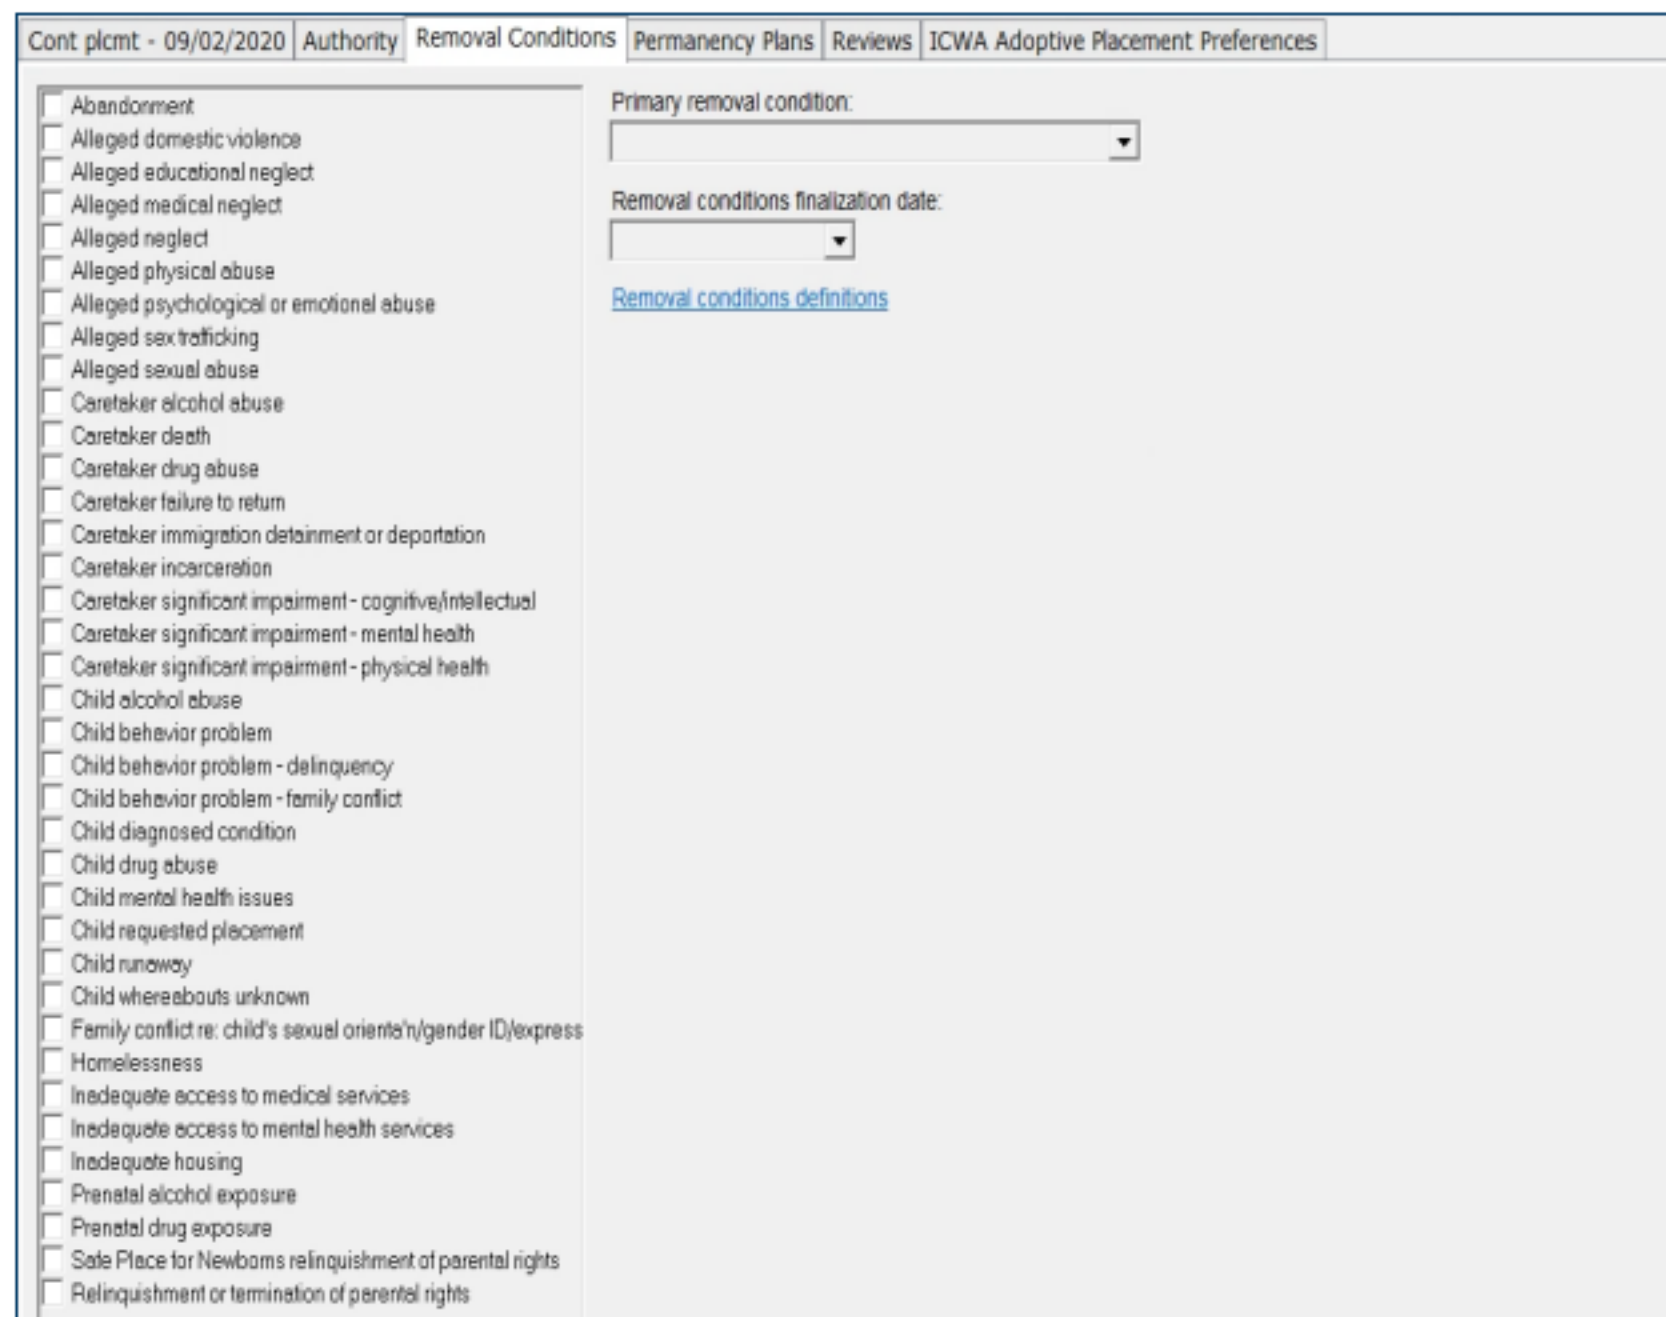 Cont plcmt - 09/02/2020 Authority Removal Conditions Permanency Plans Reviews ICWA Adoptive Placement Preferences
Abandonment
Alleged domestic violence
Alleged educational neglect
Alleged medical neglect
Alleged neglect
Alleged physical abuse
Alleged psychological or emotional abuse
Alleged sex trafficking
Alleged sexual abuse
Caretaker alcohol abuse
Caretaker death
Caretaker drug abuse
Caretaker failure to return
Caretaker immigration detainment or deportation
Caretaker incarceration
Caretaker significant impairment - cognitive/intellectual
Caretaker significant impairment - mental health
Caretaker significant impairment - physical health
Child alcohol abuse
Child behavior problem
Child behavior problem - delinquency
Child behavior problem - family conflict
Child diagnosed condition
Child drug abuse
Child mental health issues
Child requested placement
Child runaway
Child whereabouts unknown
Family conflict re: child's sexual orienta'n/gender ID/express
Homelessness
Inadequate access to medical services
Inadequate access to mental health services
Inadequate housing
Prenatal alcohol exposure
Prenatal drug exposure
Safe Place for Newborns relinquishment of parental rights
Relinquishment or termination of parental rights
Primary removal condition:
Removal conditions finalization date:
Removal conditions definitions